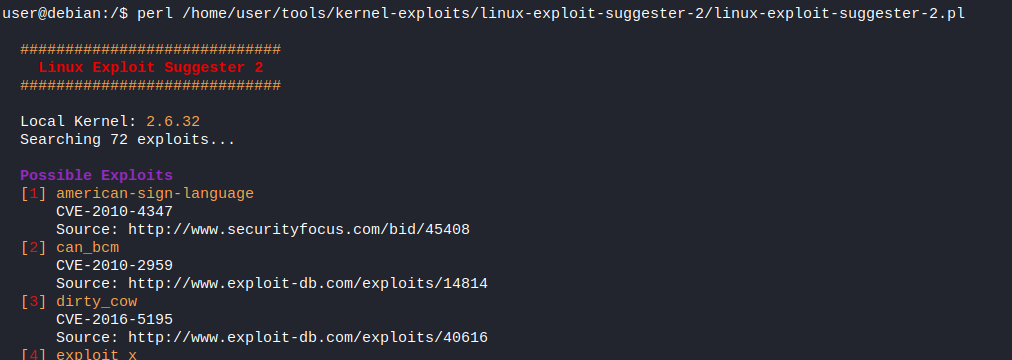 user@debian:/$ perl /home/user/tools/kernel-exploits/linux-exploit-suggester-2/linux-exploit-suggester-2.pl
#############################
Linux Exploit Suggester 2
#############################
Local Kernel: 2.6.32
Searching 72 exploits...
Possible Exploits
[1] american-sign-language
CVE-2010-4347
Source: http://www.securityfocus.com/bid/45408
[2] can_bcm
CVE-2010-2959
Source: http://www.exploit-db.com/exploits/14814
[3] dirty_cow
CVE-2016-5195
Source: http://www.exploit-db.com/exploits/40616
[4] exploit_x